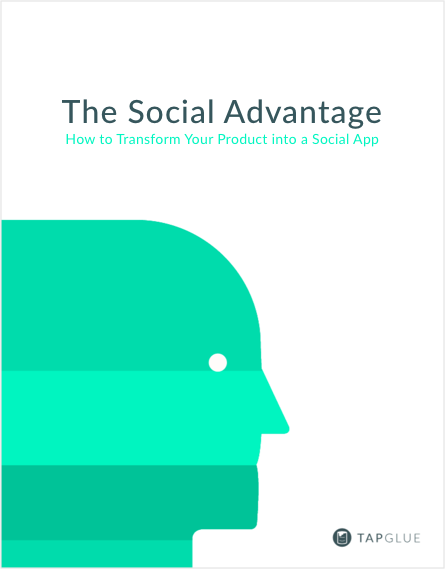 The Social Advantage
How to Transform Your Product into a Social App
TAPGLUE